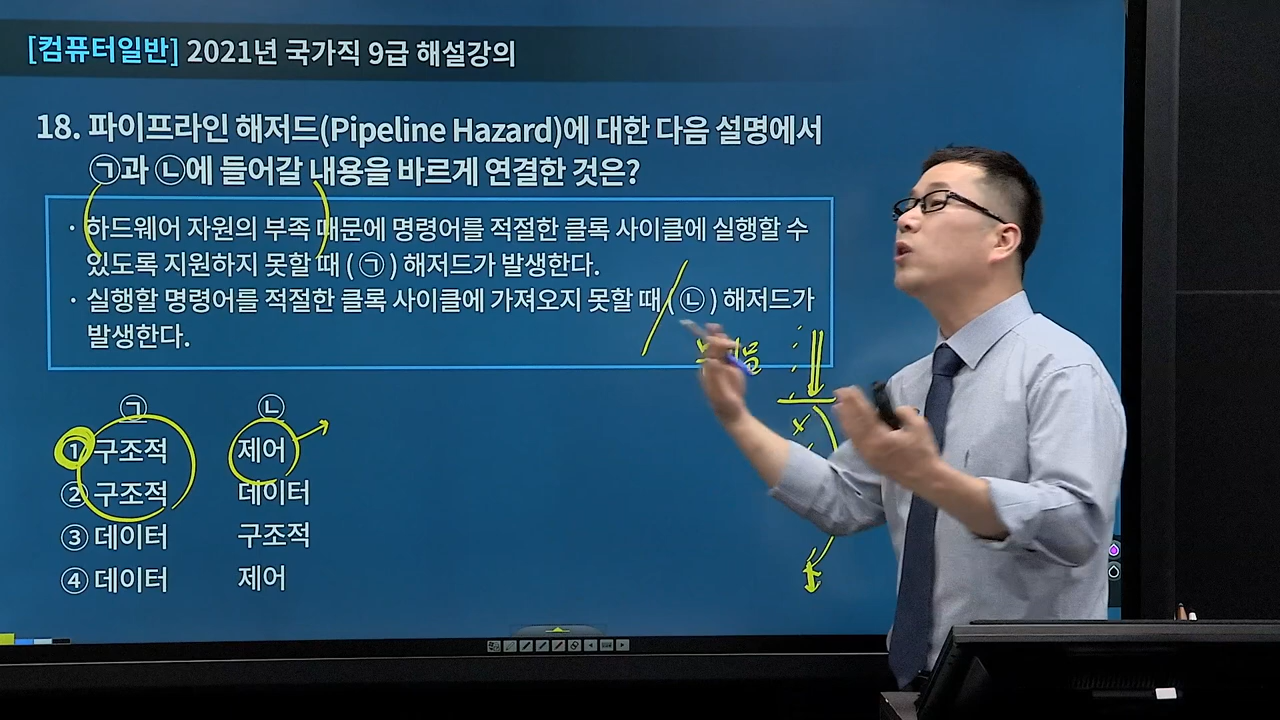 [컴퓨터일반] 2021년 국가직 9급 해설강의
18. 파이프라인 해저드(Pipeline Hazard)에 대한 다음 설명에서
㉠과 ㉡에 들어갈 내용을 바르게 연결한 것은?
· 하드웨어 자원의 부족 때문에 명령어를 적절한 클록 사이클에 실행할 수
있도록 지원하지 못할 때 ( ㉠ ) 해저드가 발생한다.
· 실행할 명령어를 적절한 클록 사이클에 가져오지 못할 때 ( ㉡ ) 해저드가
발생한다.
㉠ ㉡
① 구조적 제어
② 구조적 데이터
③ 데이터 구조적
④ 데이터 제어